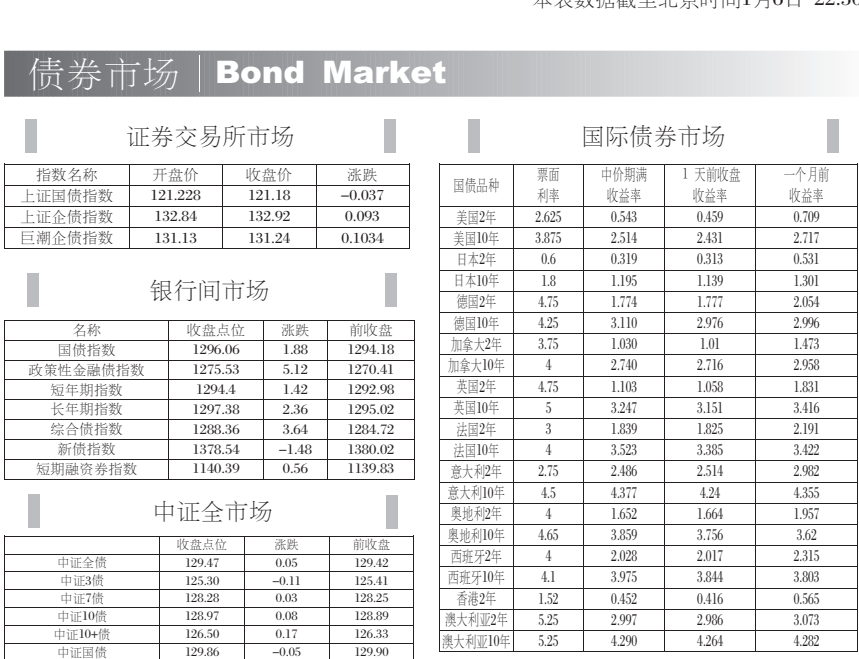 本表数据截至北京时间1月6日 22:30
债券市场 Bond Market
证券交易所市场
指数名称 开盘价 收盘价 涨跌
上证国债指数 121.228 121.18 −0.037
上证企债指数 132.84 132.92 0.093
巨潮企债指数 131.13 131.24 0.1034
银行间市场
名称 收盘点位 涨跌 前收盘
国债指数 1296.06 1.88 1294.18
政策性金融债指数 1275.53 5.12 1270.41
短年期指数 1294.4 1.42 1292.98
长年期指数 1297.38 2.36 1295.02
综合债指数 1288.36 3.64 1284.72
新债指数 1378.54 −1.48 1380.02
短期融资券指数 1140.39 0.56 1139.83
中证全市场
收盘点位 涨跌 前收盘
中证全债 129.47 0.05 129.42
中证3债 125.30 −0.11 125.41
中证7债 128.28 0.03 128.25
中证10债 128.97 0.08 128.89
中证10+债 126.50 0.17 126.33
中证国债 129.86 −0.05 129.90
国际债券市场
国债品种 票面利率 中价期满收益率 1 天前收盘收益率 一个月前收益率
美国2年 2.625 0.543 0.459 0.709
美国10年 3.875 2.514 2.431 2.717
日本2年 0.6 0.319 0.313 0.531
日本10年 1.8 1.195 1.139 1.301
德国2年 4.75 1.774 1.777 2.054
德国10年 4.25 3.110 2.976 2.996
加拿大2年 3.75 1.030 1.01 1.473
加拿大10年 4 2.740 2.716 2.958
英国2年 4.75 1.103 1.058 1.831
英国10年 5 3.247 3.151 3.416
法国2年 3 1.839 1.825 2.191
法国10年 4 3.523 3.385 3.422
意大利2年 2.75 2.486 2.514 2.982
意大利10年 4.5 4.377 4.24 4.355
奥地利2年 4 1.652 1.664 1.957
奥地利10年 4.65 3.859 3.756 3.62
西班牙2年 4 2.028 2.017 2.315
西班牙10年 4.1 3.975 3.844 3.803
香港2年 1.52 0.452 0.416 0.565
澳大利亚2年 5.25 2.997 2.986 3.073
澳大利亚10年 5.25 4.290 4.264 4.282